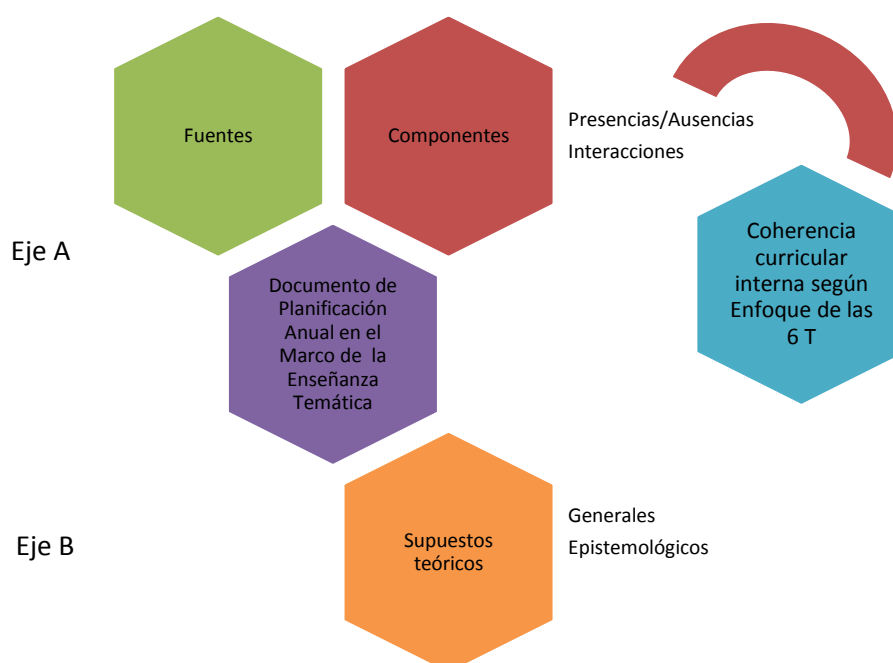 Fuentes
Componentes
Presencias/Ausencias
Interacciones
Eje A
Coherencia
curricular
interna según
Enfoque de las
6 T
Documento de
Planificación
Anual en el
Marco de la
Enseñanza
Temática
Eje B
Supuestos
teóricos
Generales
Epistemológicos